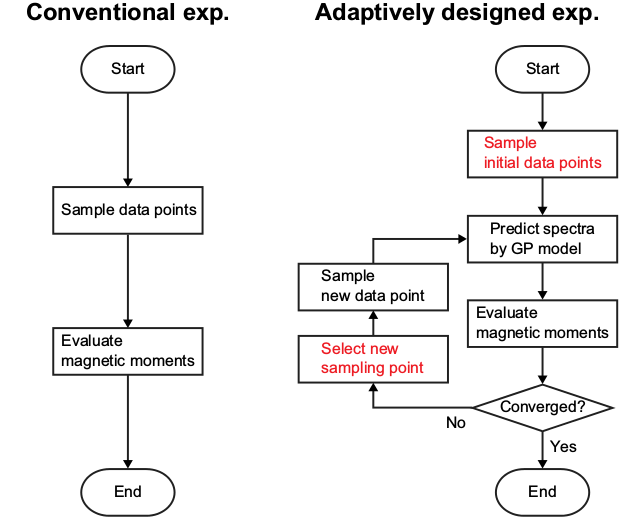 Conventional exp.
Start
Sample data points
Evaluate
magnetic moments
End
Adaptively designed exp.
Start
Sample
initial data points
Predict spectra
by GP model
Evaluate
magnetic moments
Converged?
No
Select new
sampling point
Sample
new data point
Yes
End